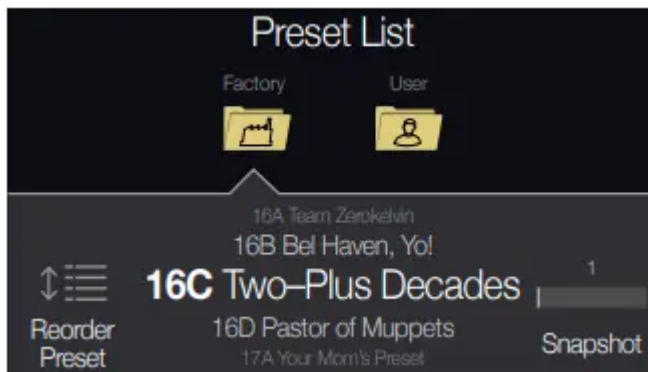 Preset List
Factory User
16A Team Zerokelvin
16B Bel Haven, Yo!
16C Two–Plus Decades
1
16D Pastor of Muppets
17A Your Mom's Preset
Reorder
Preset
Snapshot